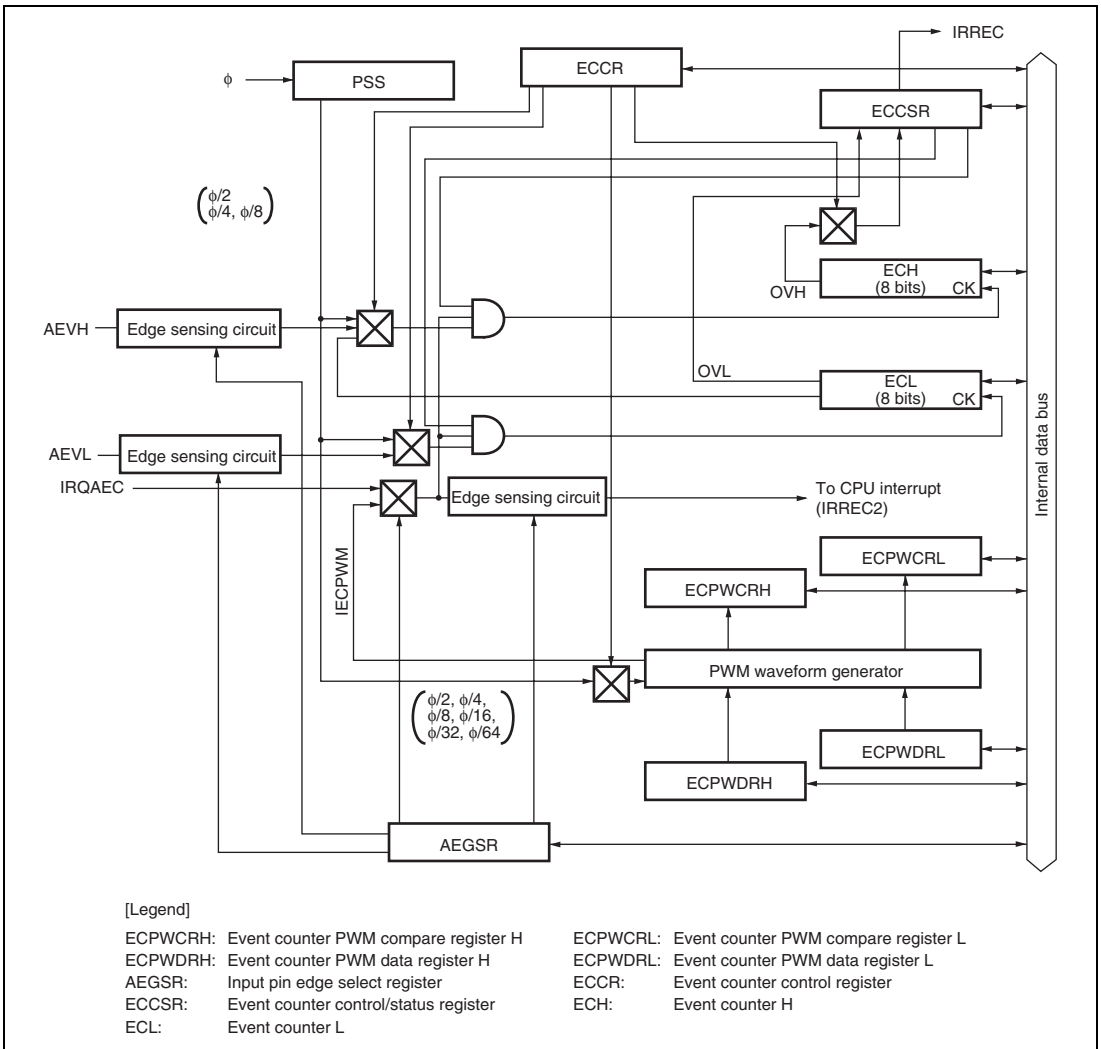 IRREC
ϕ
PSS
ECCR
ECCSR
ϕ/2
ϕ/4, ϕ/8
ECH
(8 bits)
CK
OVH
AEVH
Edge sensing circuit
OVL
ECL
(8 bits)
CK
AEVL
Edge sensing circuit
IRQAEC
Edge sensing circuit
To CPU interrupt
(IRREC2)
Internal data bus
ECPWCRL
ECPWCRH
IECPWM
PWM waveform generator
ϕ/2, ϕ/4,
ϕ/8, ϕ/16,
ϕ/32, ϕ/64
ECPWDRL
ECPWDRH
AEGSR
[Legend]
ECPWCRH: Event counter PWM compare register H
ECPWCRL: Event counter PWM compare register L
ECPWDRH: Event counter PWM data register H
ECPWDRL: Event counter PWM data register L
AEGSR: Input pin edge select register
ECCR: Event counter control register
ECCSR: Event counter control/status register
ECH: Event counter H
ECL: Event counter L